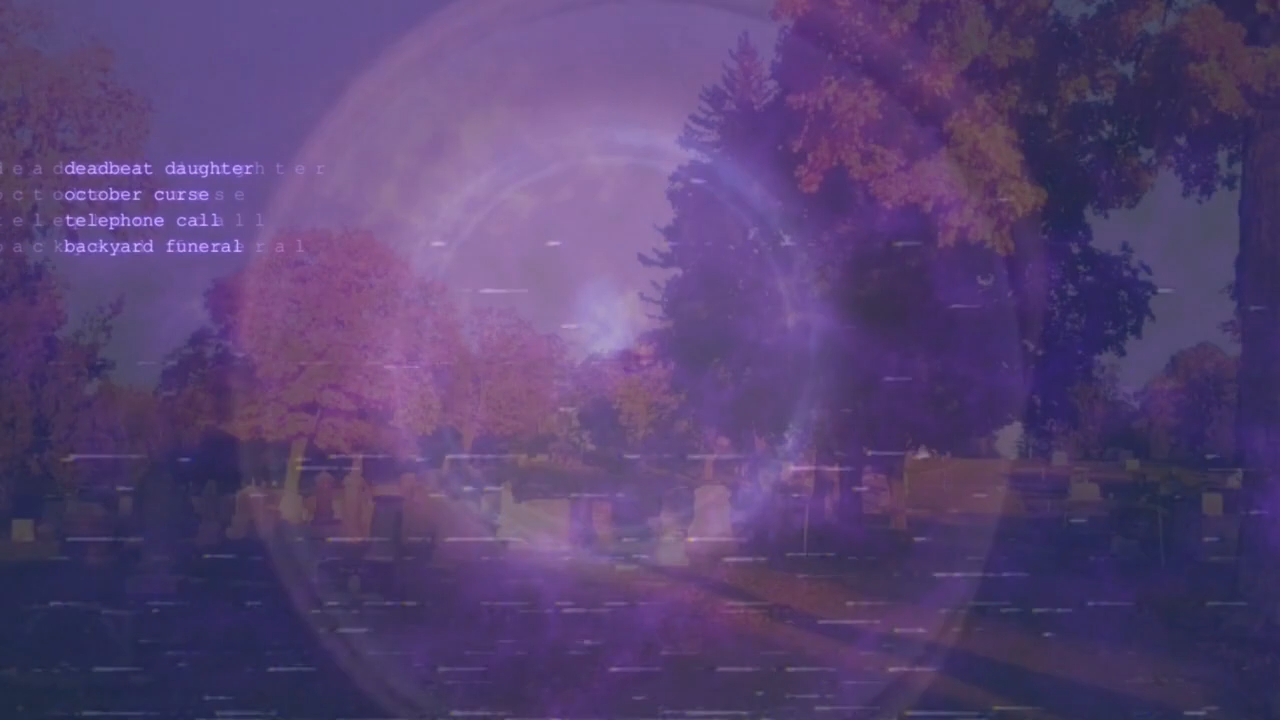 deadbeat daughter
october curse
telephone call
backyard funeral